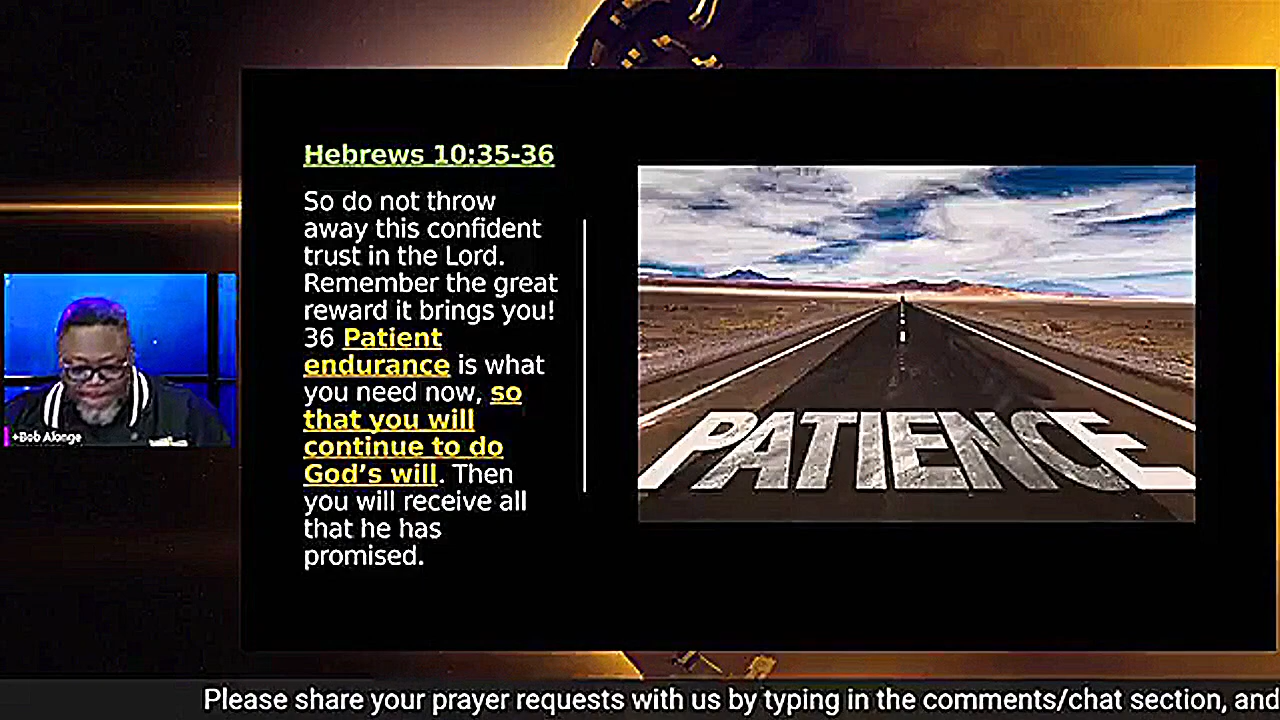 Hebrews 10:35-36
So do not throw
away this confident
trust in the Lord.
Remember the great
reward it brings you!
36 Patient
endurance is what
you need now, so
that you will
continue to do
God’s will. Then
you will receive all
that he has
promised.
PATIENCE
+Bob Alonge
Please share your prayer requests with us by typing in the comments/chat section, and